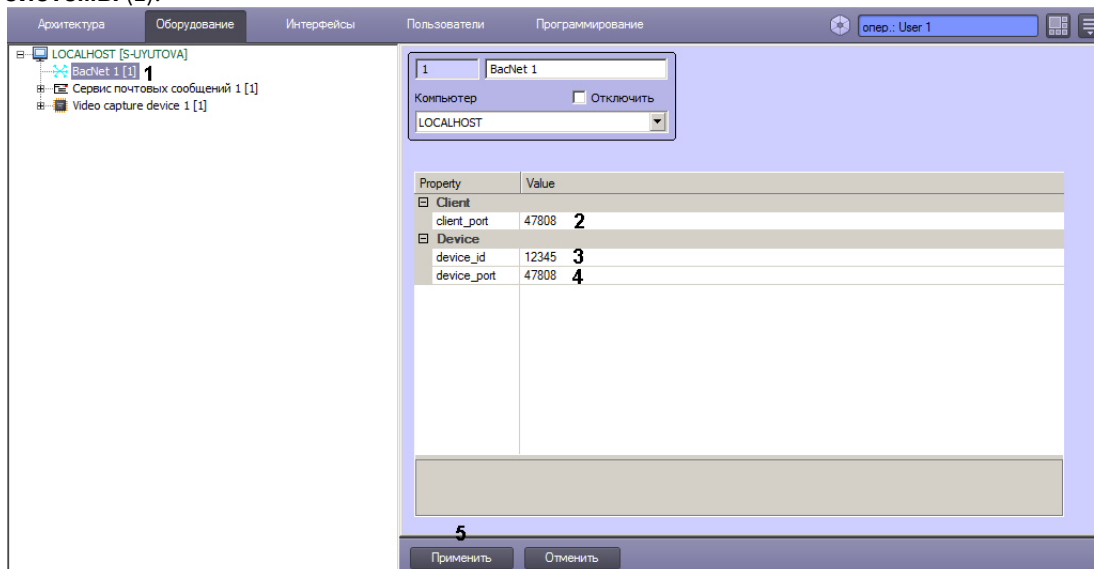 системы (1).
Архитектура Оборудование Интерфейсы Пользователи Программирование опер.: User 1
LOCALHOST [S-UYUTOVA]
BacNet 1 [1] 1
Сервис почтовых сообщений 1 [1]
Video capture device 1 [1]
1 BacNet 1
Компьютер Отключить
LOCALHOST
Property Value
Client
client_port 47808 2
Device
device_id 12345 3
device_port 47808 4
5
Применить Отменить